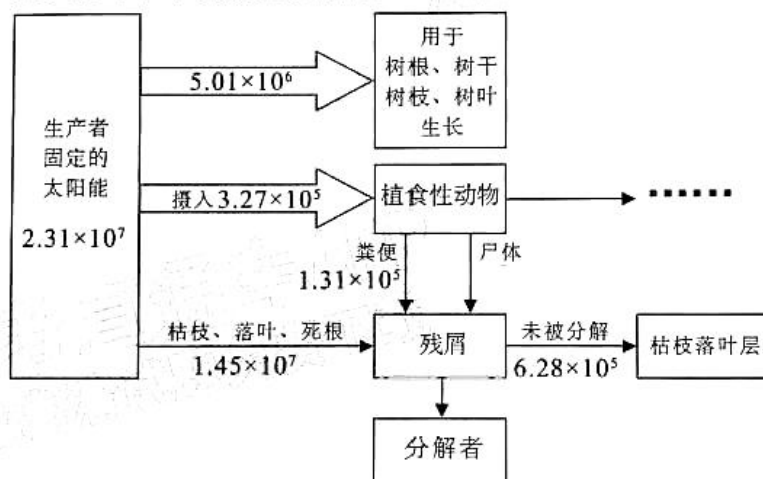 用于
树根、树干
树枝、树叶
生长
5.01×10⁶
生产者
固定的
太阳能
2.31×10⁷
摄入3.27×10⁵
植食性动物
▪▪▪▪▪▪▪
粪便
1.31×10⁵
尸体
枯枝、落叶、死根
1.45×10⁷
残屑
未被分解
6.28×10⁵
枯枝落叶层
分解者